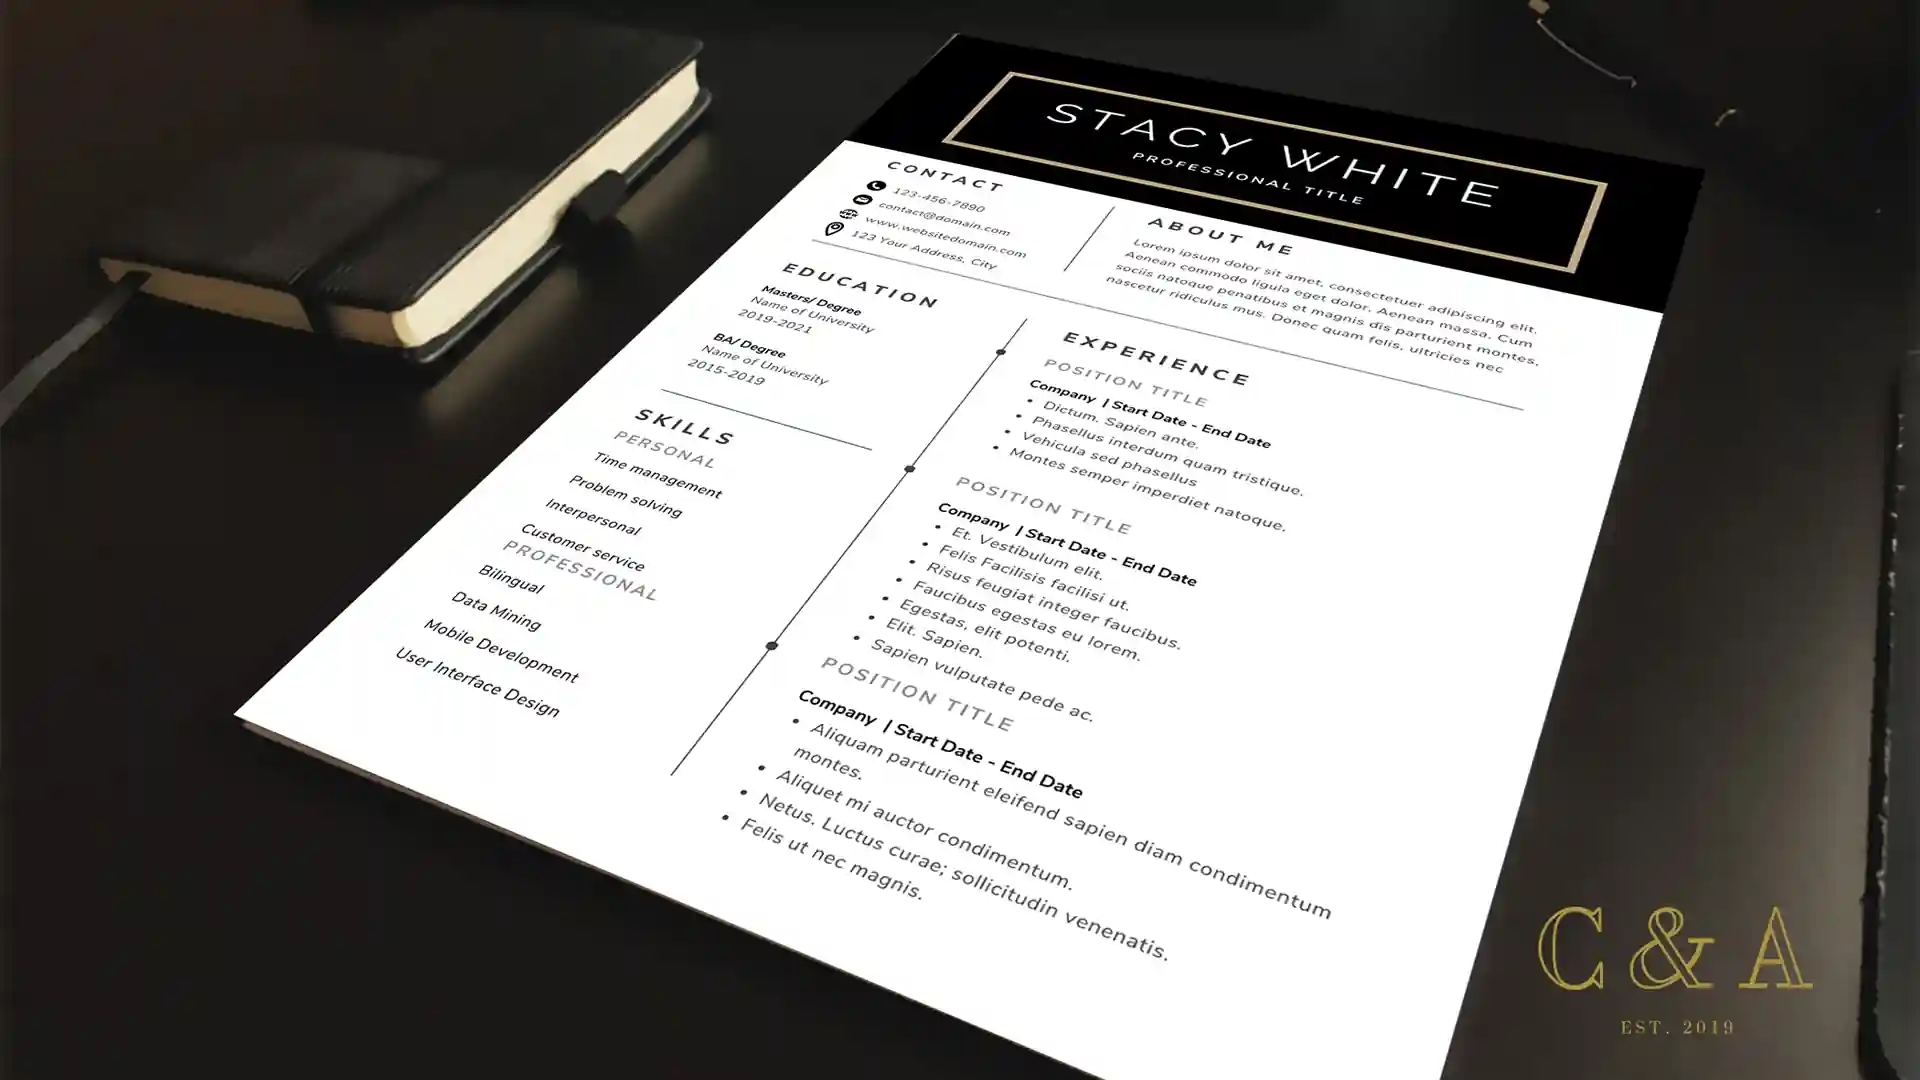 STACY WHITE
PROFESSIONAL TITLE
CONTACT
123-456-7890
contact@domain.com
www.websitedomain.com
123 Your Address, City
ABOUT ME
Lorem ipsum dolor sit amet, consectetuer adipiscing elit.
Aenean commodo ligula eget dolor. Aenean massa. Cum
sociis natoque penatibus et magnis dis parturient montes,
nascetur ridiculus mus. Donec quam felis, ultricies nec
EDUCATION
Masters/ Degree
Name of University
2019-2021
BA/ Degree
Name of University
2015-2019
SKILLS
PERSONAL
Time management
Problem solving
Interpersonal
Customer service
PROFESSIONAL
Bilingual
Data Mining
Mobile Development
User Interface Design
EXPERIENCE
POSITION TITLE
Company | Start Date - End Date
• Dictum. Sapien ante.
• Phasellus interdum quam tristique.
• Vehicula sed phasellus
• Montes semper imperdiet natoque.
POSITION TITLE
Company | Start Date - End Date
• Et. Vestibulum elit.
• Felis Facilisis facilisi ut.
• Risus feugiat integer faucibus.
• Faucibus egestas eu lorem.
• Egestas, elit potenti.
• Elit. Sapien.
• Sapien vulputate pede ac.
POSITION TITLE
Company | Start Date - End Date
• Aliquam parturient eleifend sapien diam condimentum
montes.
• Aliquet mi auctor condimentum.
• Netus. Luctus curae; sollicitudin venenatis.
• Felis ut nec magnis.
C & A
EST. 2019